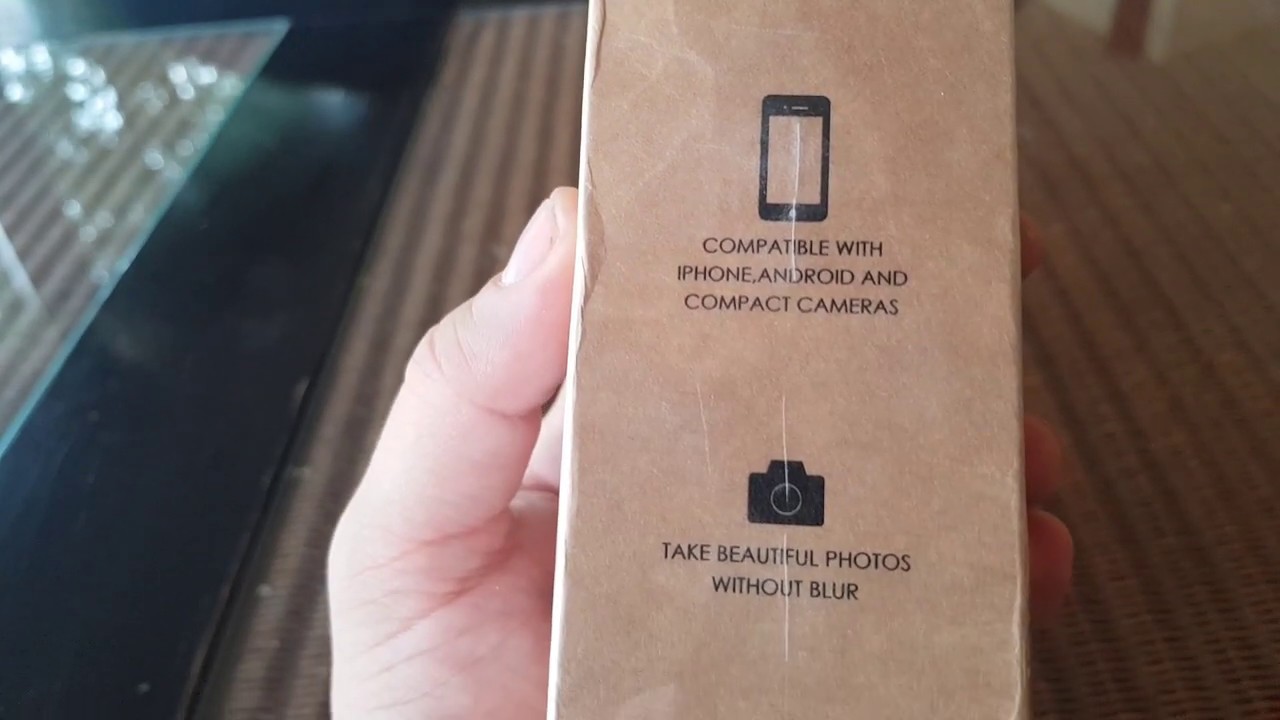 COMPATIBLE WITH
IPHONE,ANDROID AND
COMPACT CAMERAS
TAKE BEAUTIFUL PHOTOS
WITHOUT BLUR